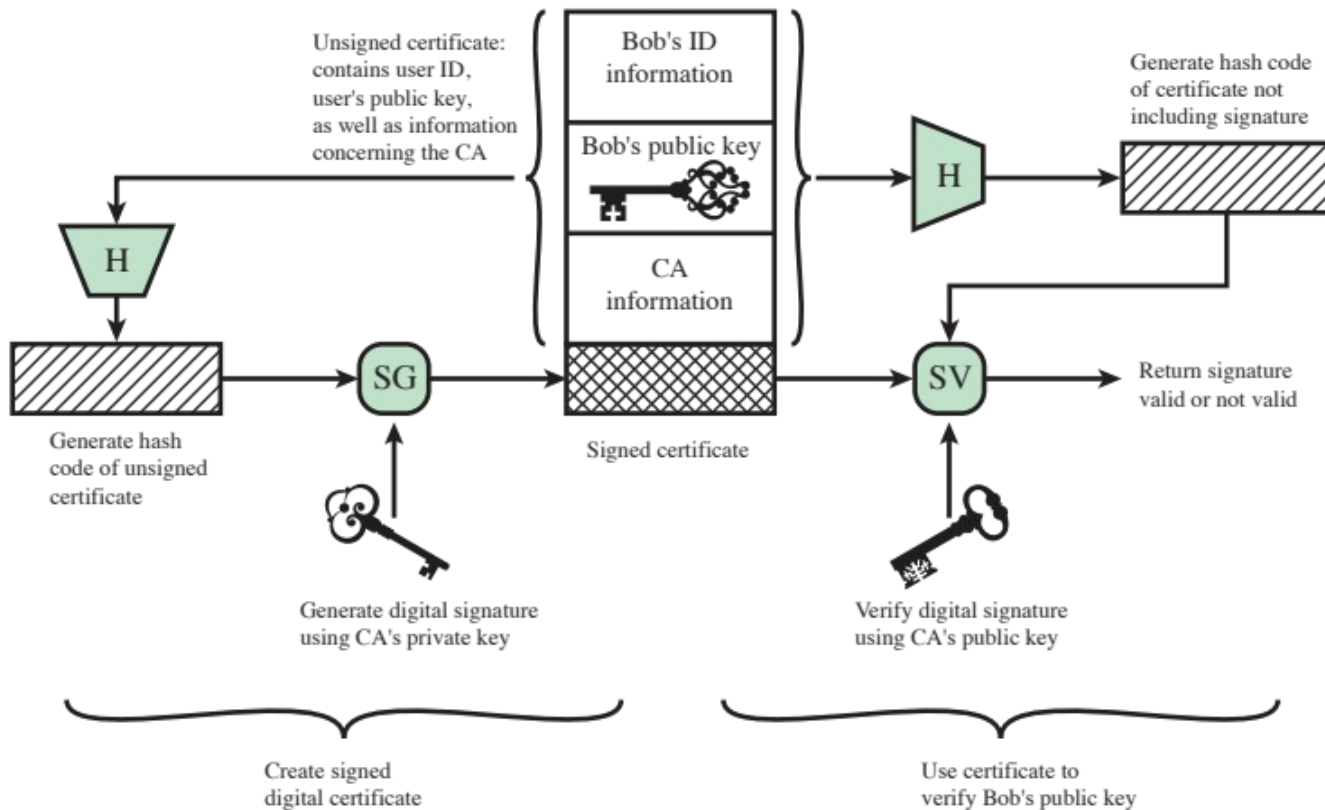 Unsigned certificate:
contains user ID,
user's public key,
as well as information
concerning the CA
Bob's ID
information
Bob's public key
CA
information
Generate hash code
of certificate not
including signature
H
H
SG
SV
Return signature
valid or not valid
Generate hash
code of unsigned
certificate
Signed certificate
Generate digital signature
using CA's private key
Verify digital signature
using CA's public key
Create signed
digital certificate
Use certificate to
verify Bob's public key